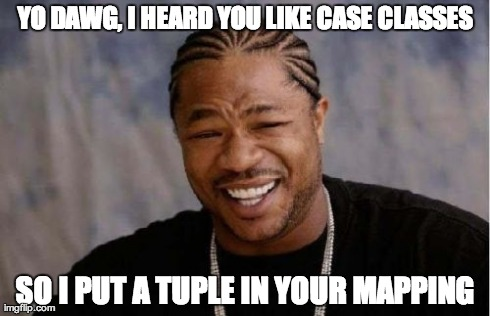 YO DAWG, I HEARD YOU LIKE CASE CLASSES
SO I PUT A TUPLE IN YOUR MAPPING
imgflip.com